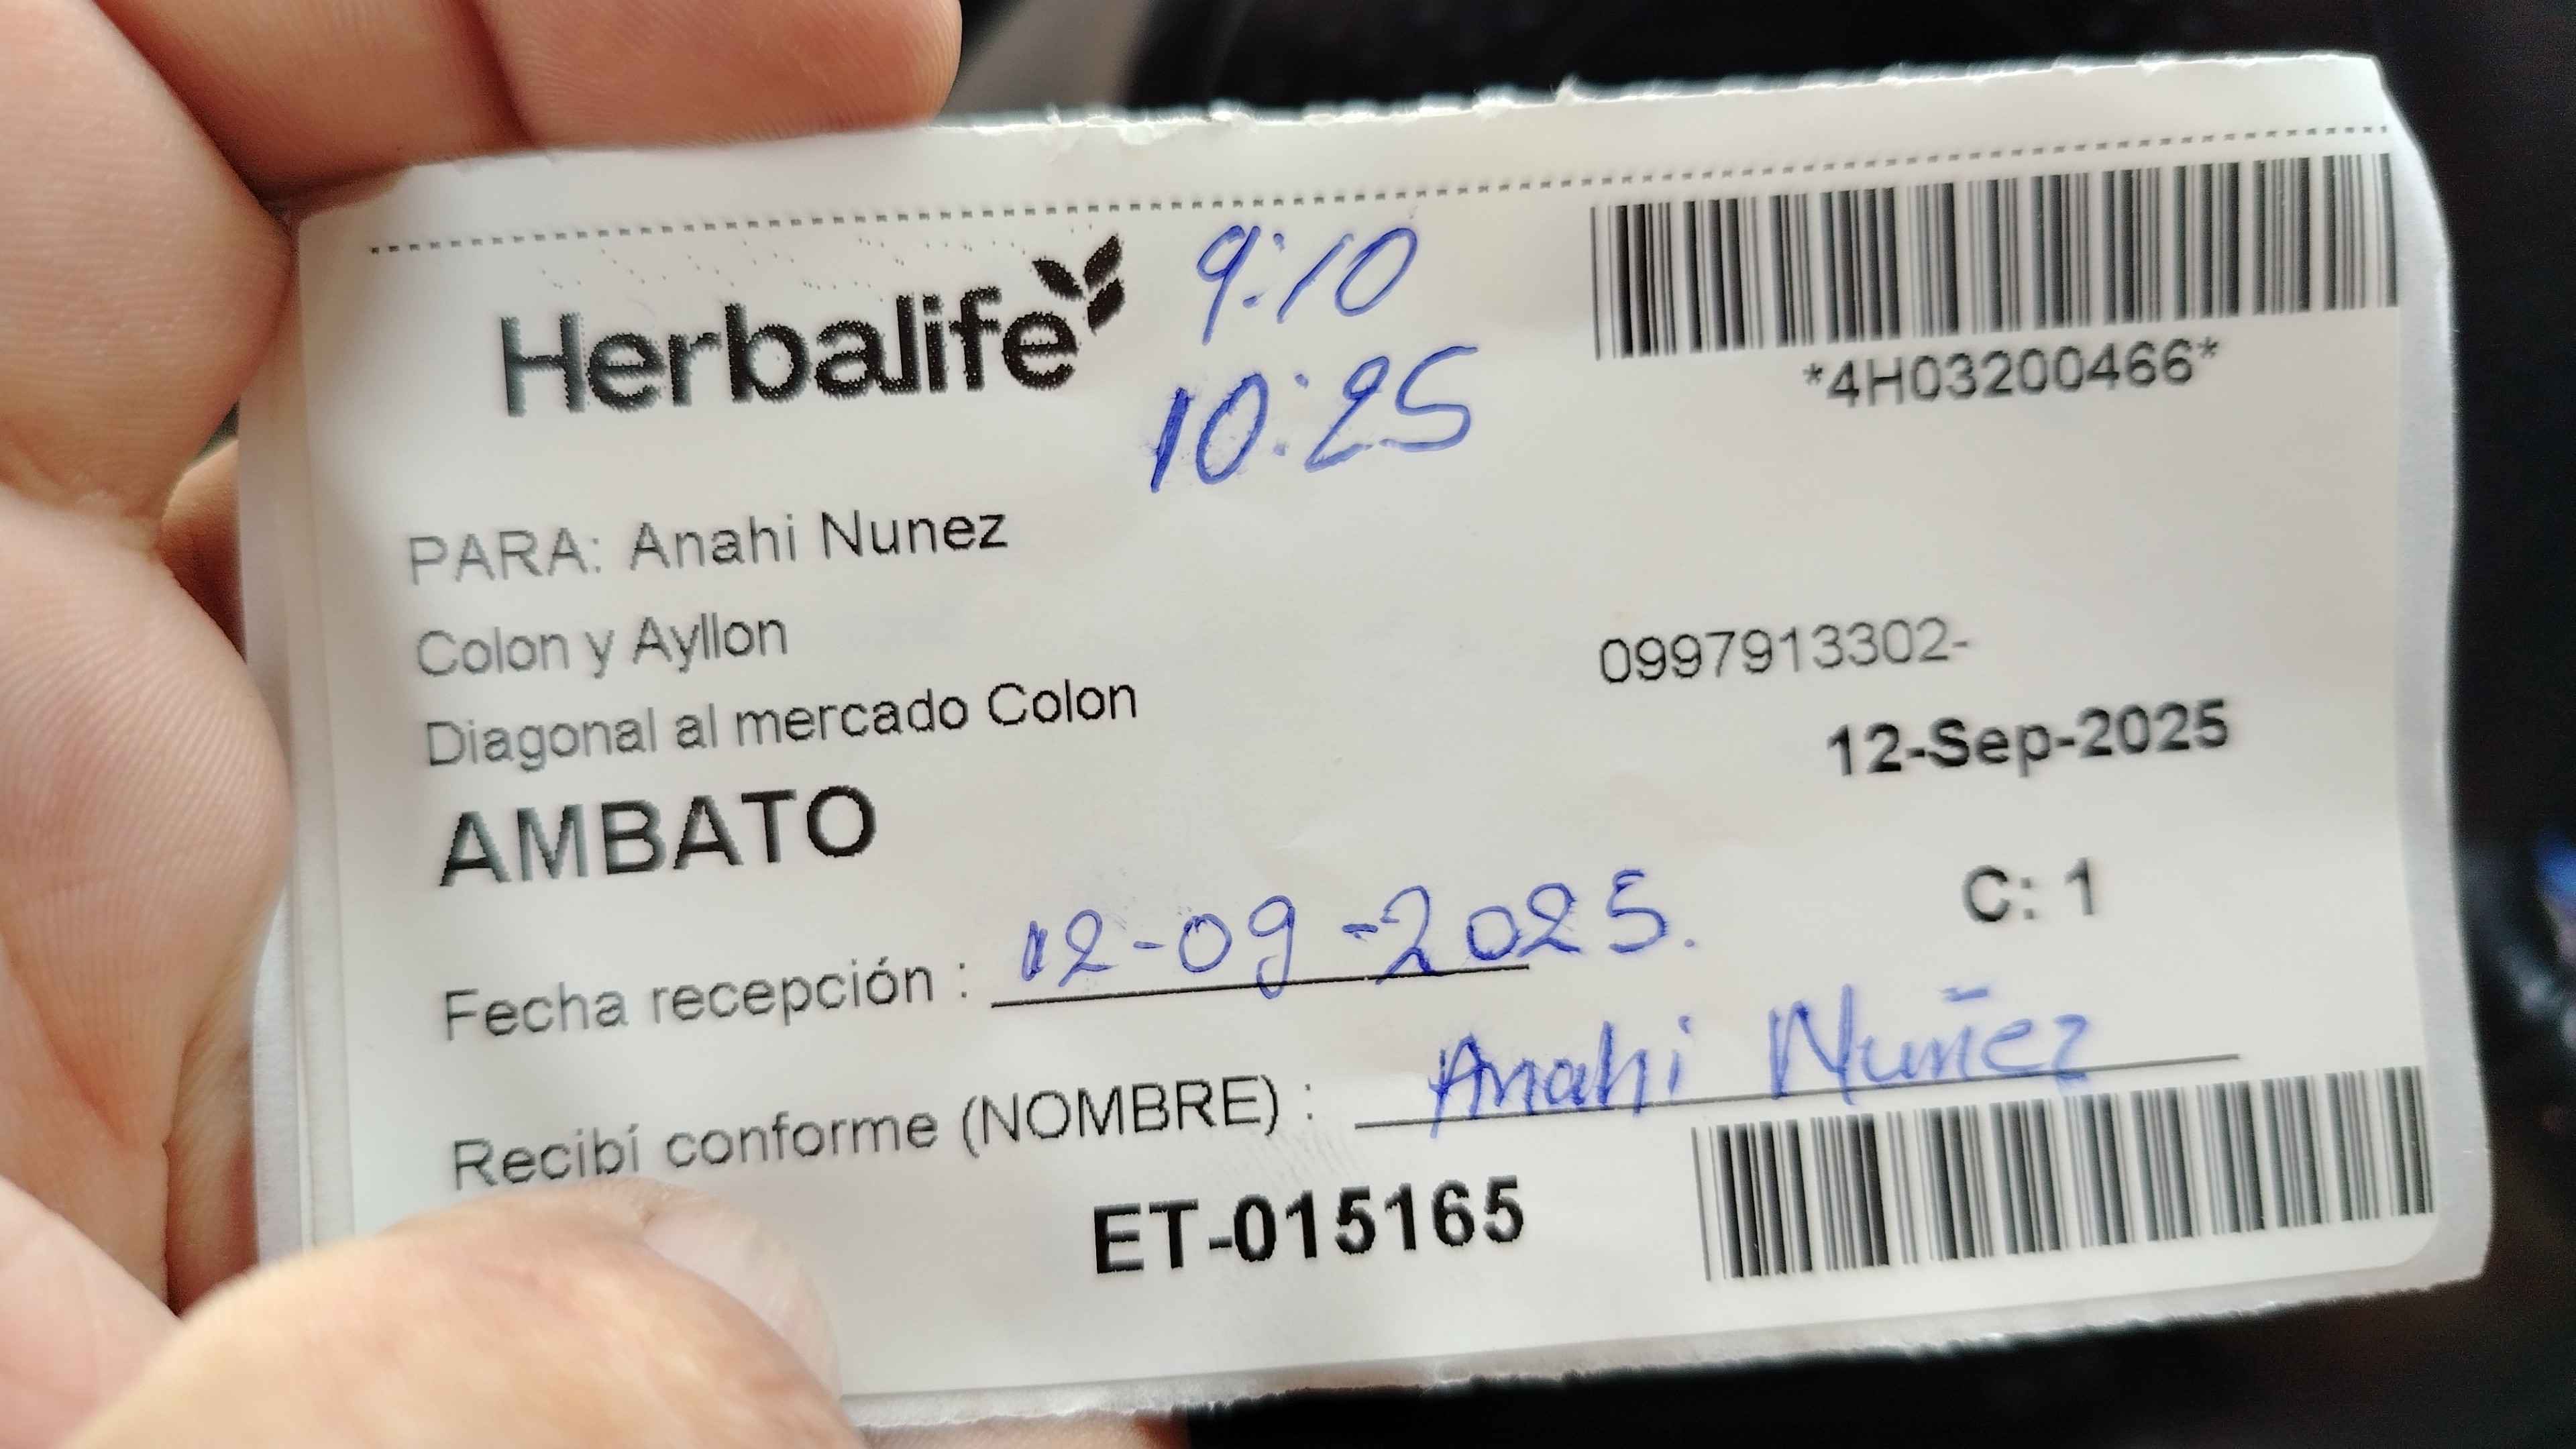 Herbalife
9:10
10:25
*4H03200466*
PARA: Anahi Nunez
Colon y Ayllon
0997913302-
Diagonal al mercado Colon
12-Sep-2025
AMBATO
C: 1
Fecha recepción : 12-09-2025.
Recibí conforme (NOMBRE) : Anahi Nuñez
ET-015165